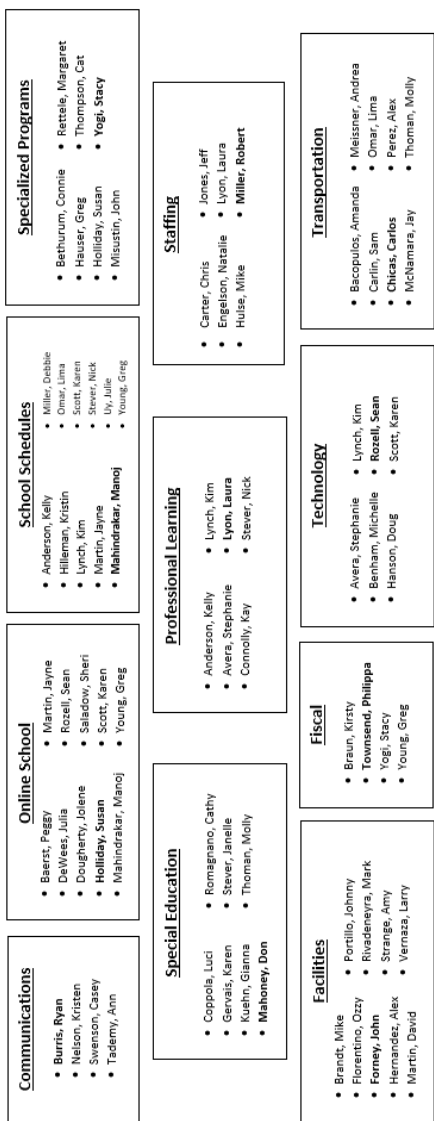 Communications
• Burris, Ryan
• Nelson, Kristen
• Swenson, Casey
• Tademy, Ann
Online School
• Baerst, Peggy
• DeWees, Julia
• Dougherty, Jolene
• Holliday, Susan
• Mahindrakar, Manoj
• Martin, Jayne
• Rozell, Sean
• Saladow, Sheri
• Scott, Karen
• Young, Greg
School Schedules
• Anderson, Kelly
• Hilleman, Kristin
• Lynch, Kim
• Martin, Jayne
• Mahindrakar, Manoj
• Miller, Debbie
• Omar, Lima
• Scott, Karen
• Stever, Nick
• Uy, Julie
• Young, Greg
Specialized Programs
• Bethurum, Connie
• Hauser, Greg
• Holliday, Susan
• Misustin, John
• Rettele, Margaret
• Thompson, Cat
• Yogi, Stacy
Special Education
• Coppola, Luci
• Gervais, Karen
• Kuehn, Gianna
• Mahoney, Don
• Romagnano, Cathy
• Stever, Janelle
• Thoman, Molly
Professional Learning
• Anderson, Kelly
• Avera, Stephanie
• Connolly, Kay
• Lynch, Kim
• Lyon, Laura
• Stever, Nick
Staffing
• Carter, Chris
• Engelson, Natalie
• Hulse, Mike
• Jones, Jeff
• Lyon, Laura
• Miller, Robert
Facilities
• Brandt, Mike
• Florentino, Ozzy
• Forney, John
• Hernandez, Alex
• Martin, David
• Portillo, Johnny
• Rivadeneyra, Mark
• Strange, Amy
• Vernaza, Larry
Fiscal
• Braun, Kirsty
• Townsend, Philippa
• Yogi, Stacy
• Young, Greg
Technology
• Avera, Stephanie
• Benham, Michelle
• Hanson, Doug
• Lynch, Kim
• Rozell, Sean
• Scott, Karen
Transportation
• Bacopulos, Amanda
• Carlin, Sam
• Chicas, Carlos
• McNamara, Jay
• Meissner, Andrea
• Omar, Lima
• Perez, Alex
• Thoman, Molly